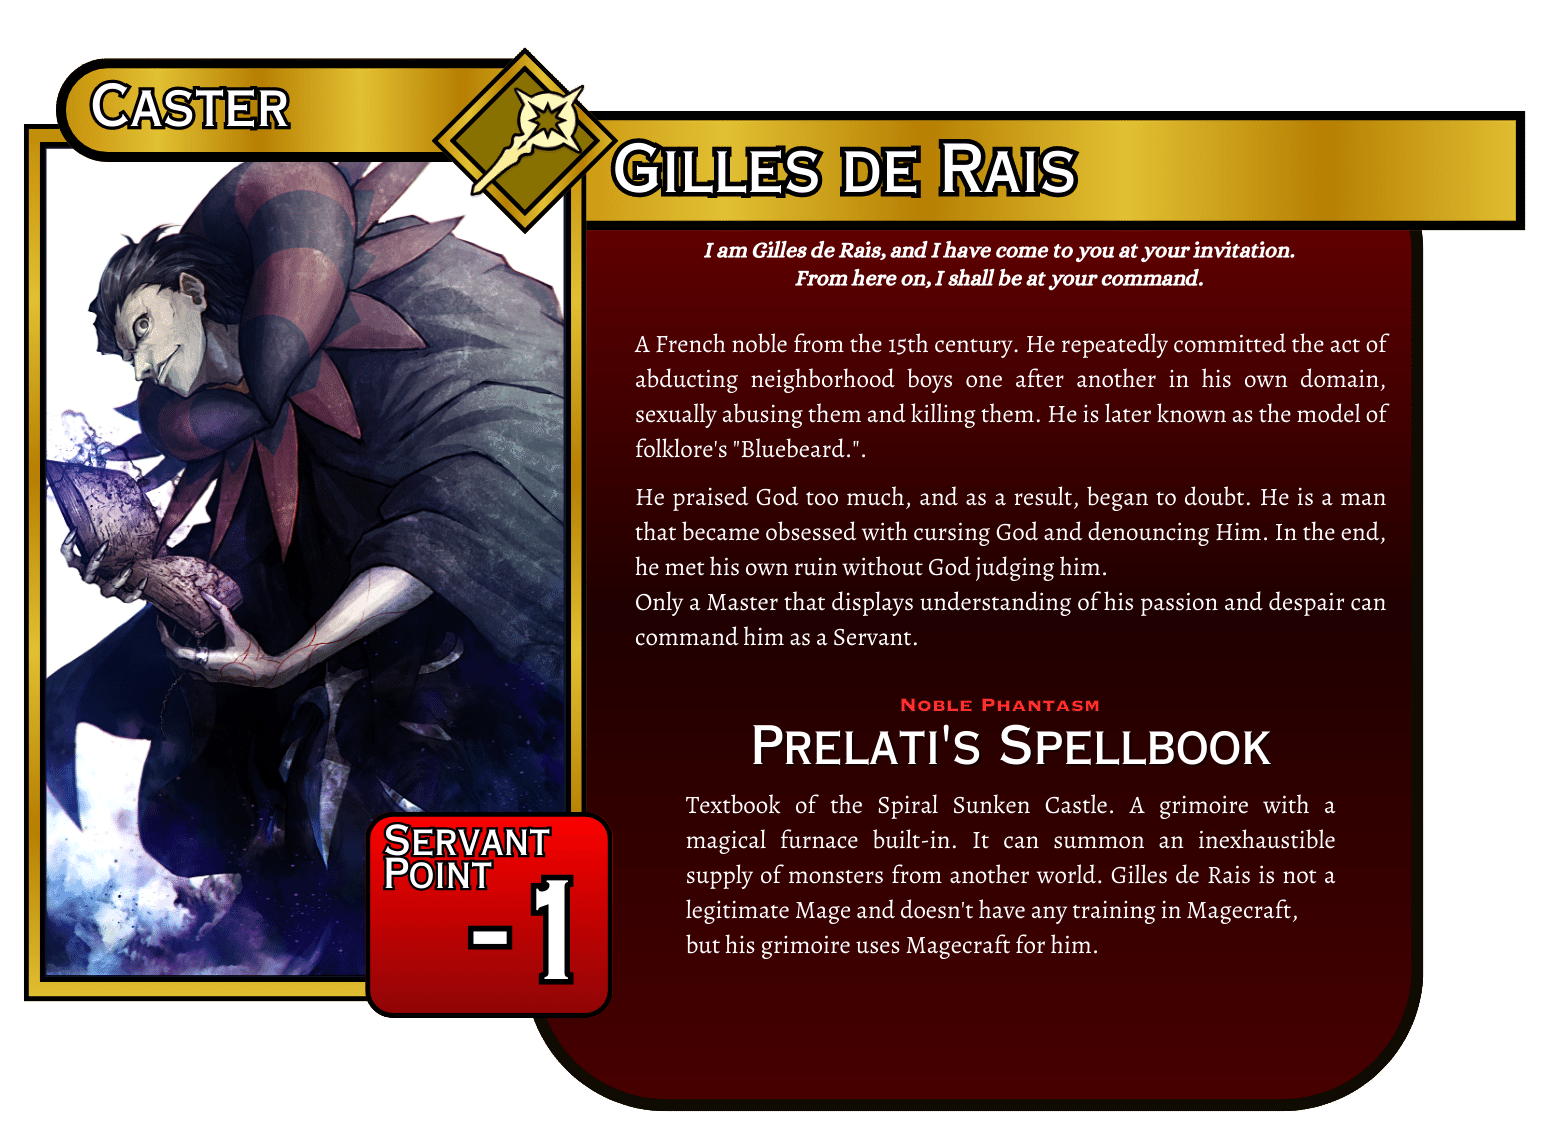 Caster
Gilles de Rais
I am Gilles de Rais, and I have come to you at your invitation.
From here on, I shall be at your command.
A French noble from the 15th century. He repeatedly committed the act of
abducting neighborhood boys one after another in his own domain,
sexually abusing them and killing them. He is later known as the model of
folklore's "Bluebeard.".
He praised God too much, and as a result, began to doubt. He is a man
that became obsessed with cursing God and denouncing Him. In the end,
he met his own ruin without God judging him.
Only a Master that displays understanding of his passion and despair can
command him as a Servant.
Noble Phantasm
Prelati's Spellbook
Textbook of the Spiral Sunken Castle. A grimoire with a
magical furnace built-in. It can summon an inexhaustible
supply of monsters from another world. Gilles de Rais is not a
legitimate Mage and doesn't have any training in Magecraft,
but his grimoire uses Magecraft for him.
Servant
Point
-1